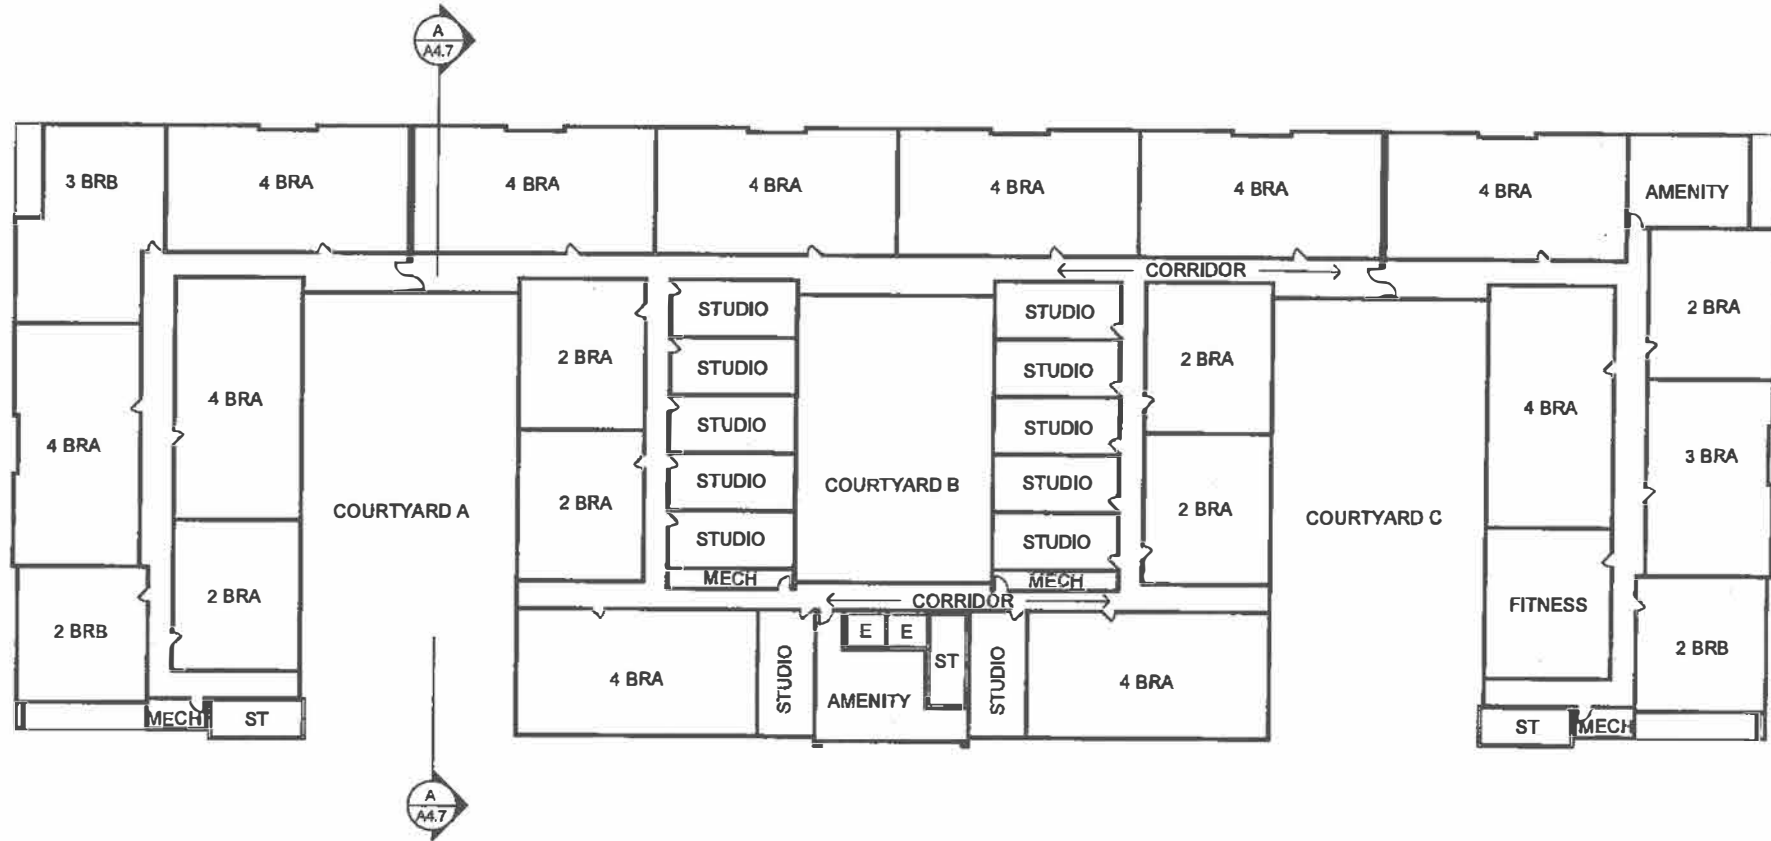 A
A4.7
3 BRB
4 BRA
4 BRA
4 BRA
4 BRA
4 BRA
4 BRA
AMENITY
CORRIDOR
STUDIO
STUDIO
2 BRA
2 BRA
2 BRA
STUDIO
STUDIO
4 BRA
4 BRA
4 BRA
STUDIO
STUDIO
3 BRA
COURTYARD A
2 BRA
STUDIO
COURTYARD B
STUDIO
2 BRA
COURTYARD C
STUDIO
STUDIO
MECH
MECH
2 BRA
CORRIDOR
FITNESS
2 BRB
E
E
2 BRB
4 BRA
STUDIO
ST
STUDIO
4 BRA
AMENITY
MECH
ST
ST
MECH
A
A4.7